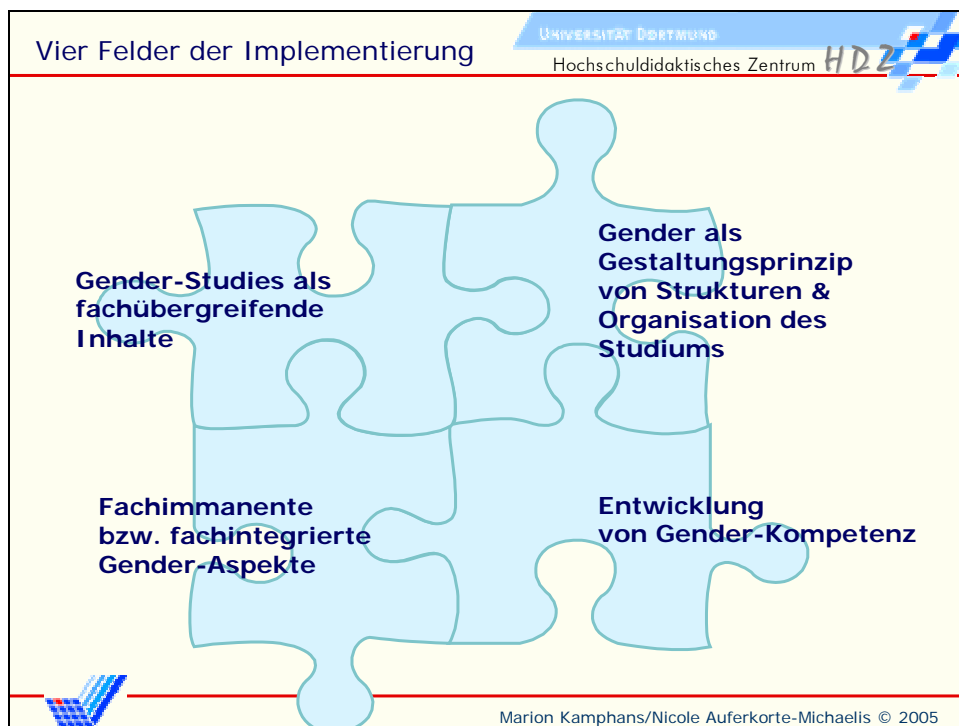 Vier Felder der Implementierung
UNIVERSITÄT DORTMUND
Hochschuldidaktisches Zentrum HDZ
Gender-Studies als
fachübergreifende
Inhalte
Gender als
Gestaltungsprinzip
von Strukturen &
Organisation des
Studiums
Fachimmanente
bzw. fachintegrierte
Gender-Aspekte
Entwicklung
von Gender-Kompetenz
Marion Kamphans/Nicole Auferkorte-Michaelis © 2005